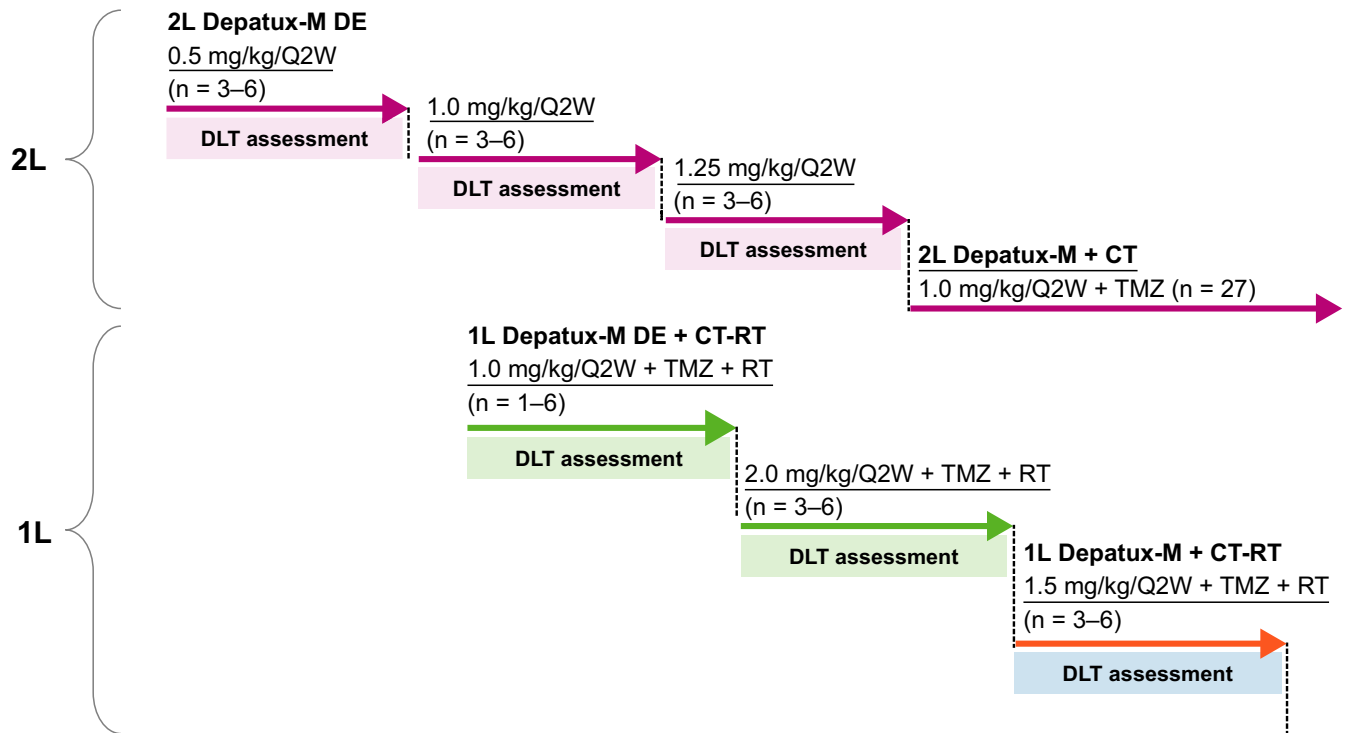 2L
2L Depatux-M DE
0.5 mg/kg/Q2W
(n = 3–6)
DLT assessment
1.0 mg/kg/Q2W
(n = 3–6)
DLT assessment
1.25 mg/kg/Q2W
(n = 3–6)
DLT assessment
2L Depatux-M + CT
1.0 mg/kg/Q2W + TMZ (n = 27)
1L
1L Depatux-M DE + CT-RT
1.0 mg/kg/Q2W + TMZ + RT
(n = 1–6)
DLT assessment
2.0 mg/kg/Q2W + TMZ + RT
(n = 3–6)
DLT assessment
1L Depatux-M + CT-RT
1.5 mg/kg/Q2W + TMZ + RT
(n = 3–6)
DLT assessment